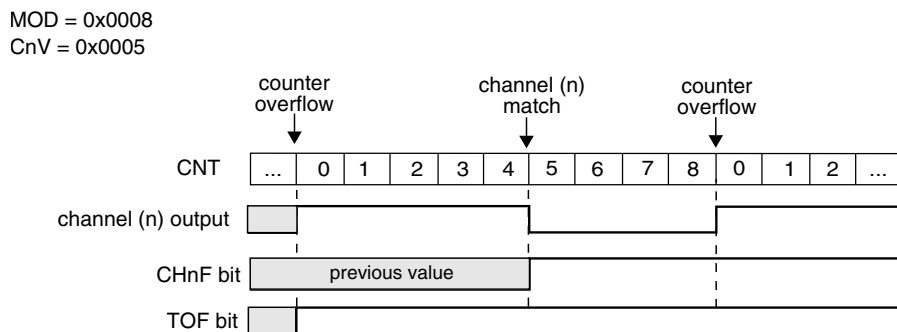 MOD = 0x0008
CnV = 0x0005
counter overflow
channel (n) match
counter overflow
CNT ... 0 1 2 3 4 5 6 7 8 0 1 2 ...
channel (n) output
CHnF bit previous value
TOF bit